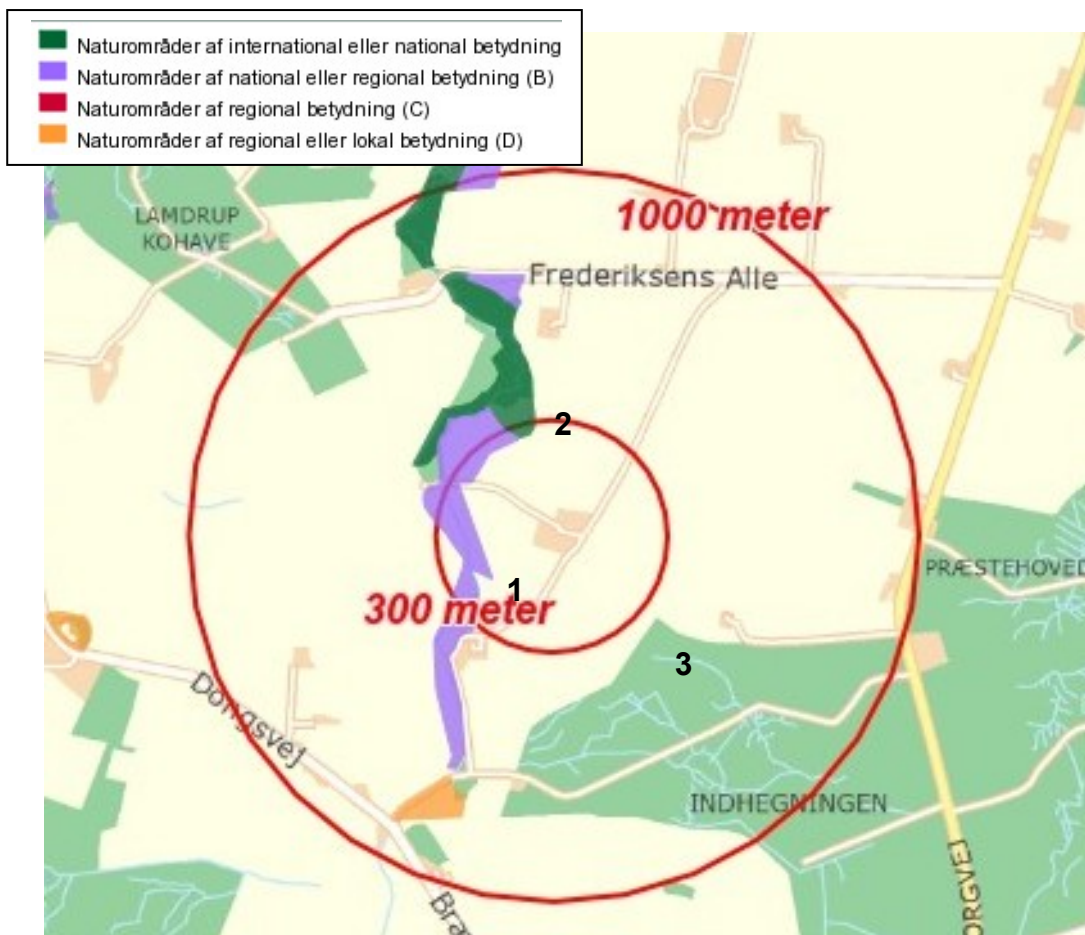 Naturområder af international eller national betydning
Naturområder af national eller regional betydning (B)
Naturområder af regional betydning (C)
Naturområder af regional eller lokal betydning (D)
LAMDRUP
KOHAVE
1000 meter
Frederiksens Alle
2
PRÆSTEHOVED
1
300 meter
3
Dongsvej
INDHEGNINGEN
ORGVEJ
Bra